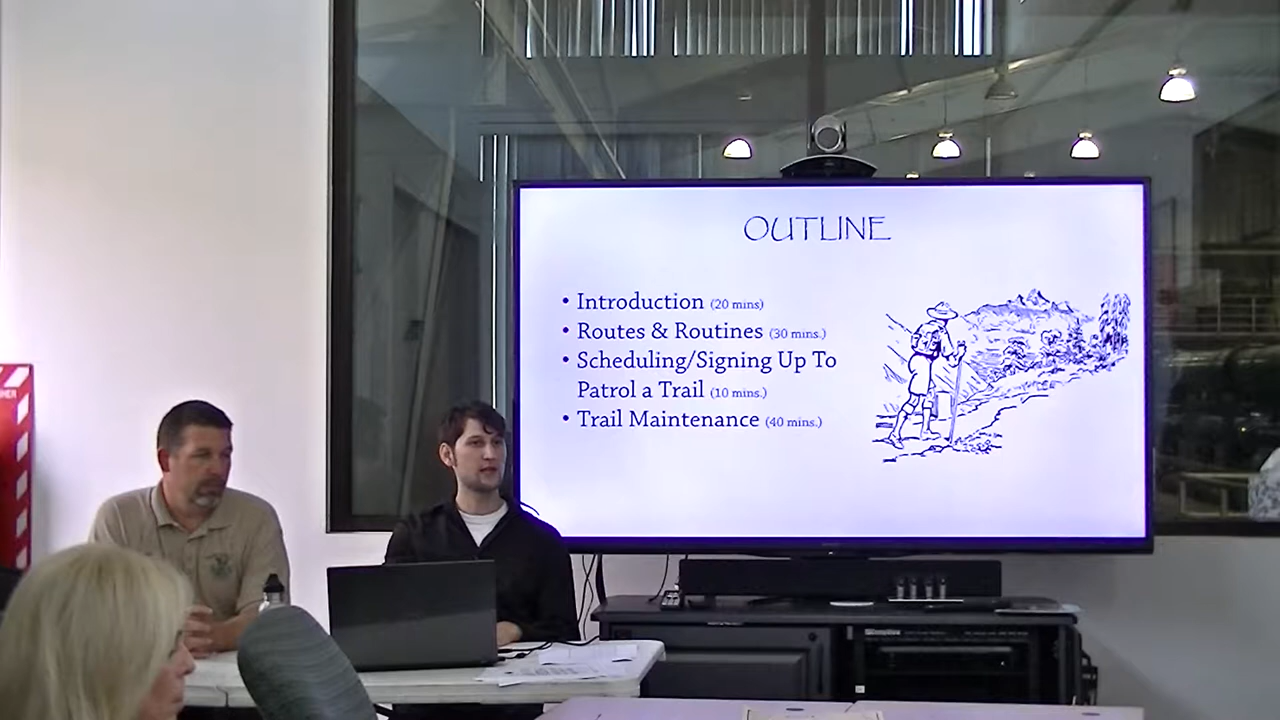 OUTLINE
• Introduction (20 mins)
• Routes & Routines (30 mins.)
• Scheduling/Signing Up To
Patrol a Trail (10 mins.)
• Trail Maintenance (40 mins.)